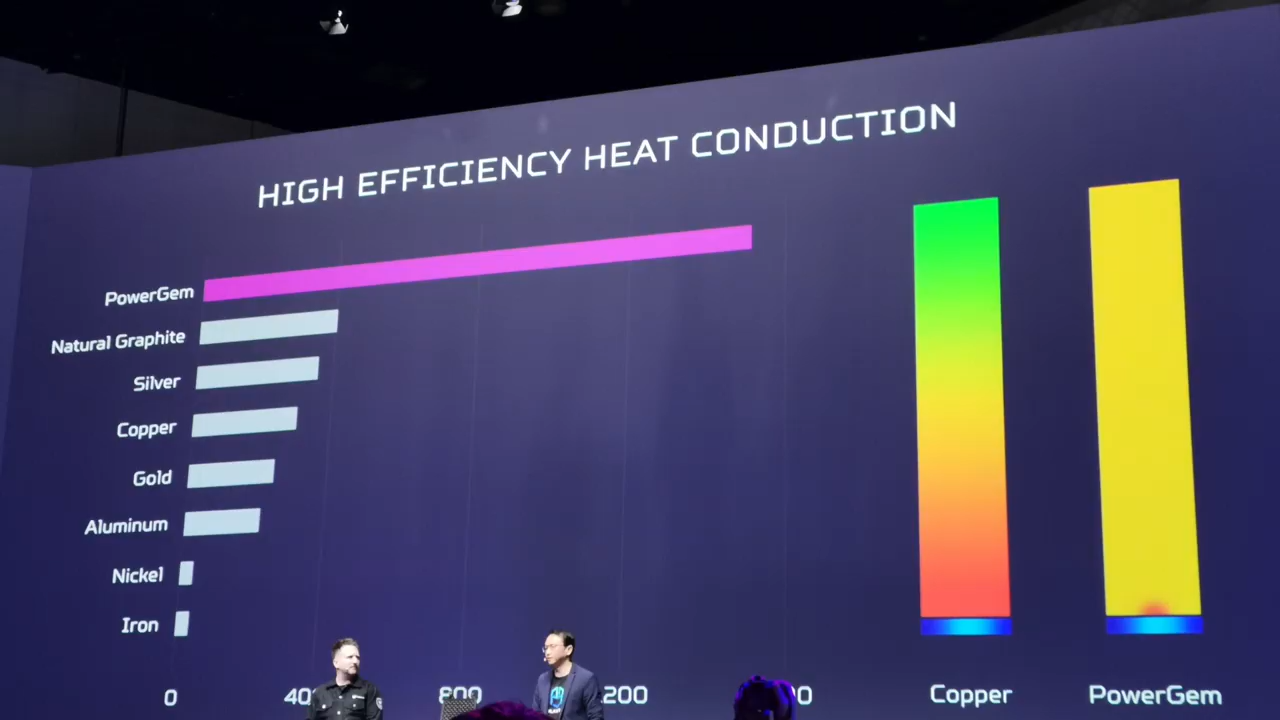 HIGH EFFICIENCY HEAT CONDUCTION
PowerGem
Natural Graphite
Silver
Copper
Gold
Aluminum
Nickel
Iron
0
800
Copper
PowerGem